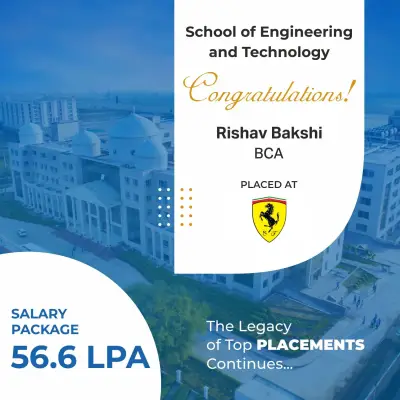 School of Engineering
and Technology
Congratulations!
Rishav Bakshi
BCA
PLACED AT
S F
SALARY
PACKAGE
56.6 LPA
The Legacy
of Top PLACEMENTS
Continues...